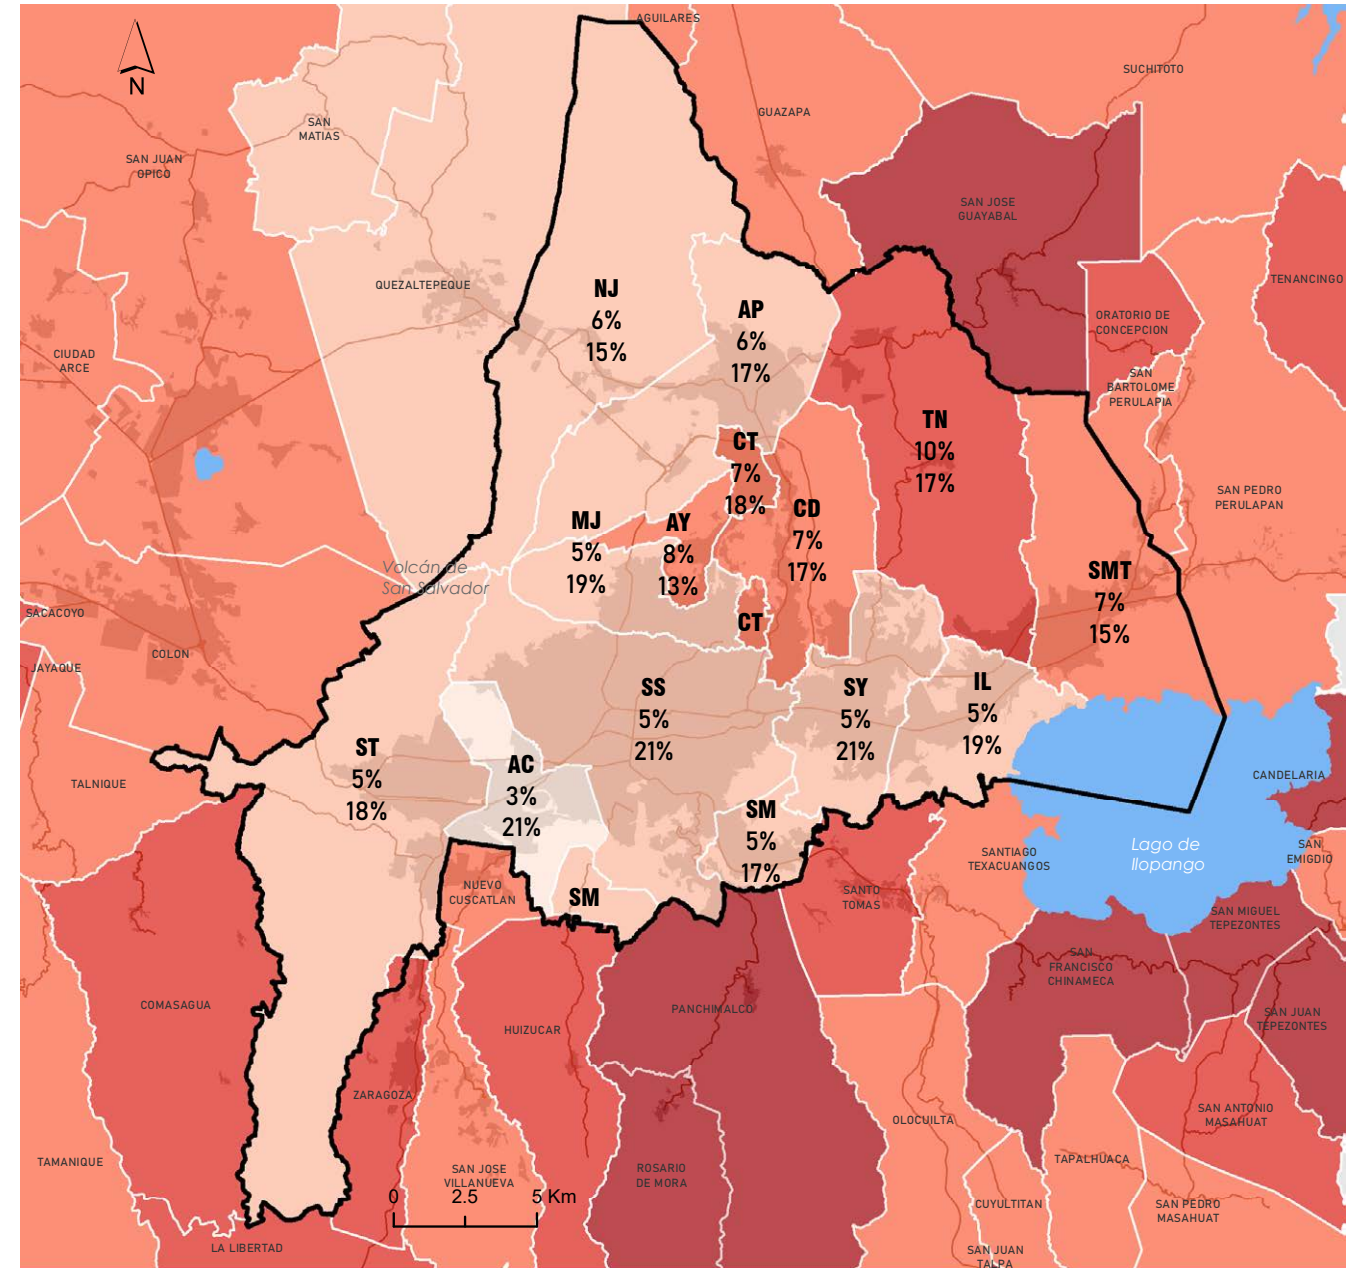 AGUILARES
SUCHITOTO
N
GUAZAPA
SAN
MATIAS
SAN JUAN
OPICO
SAN JOSE
GUAYABAL
QUEZALTEPEQUE
TENANCINGO
NJ
6%
15%
AP
6%
17%
ORATORIO DE
CONCEPCION
CIUDAD
ARCE
SAN
BARTOLOME
PERULAPIA
TN
10%
17%
CT
7%
18%
SAN PEDRO
PERULAPAN
CD
7%
17%
MJ
5%
19%
AY
8%
13%
Volcán de
San Salvador
SMT
7%
15%
SACACOYO
CT
COLON
JAYAQUE
SS
5%
21%
SY
5%
21%
IL
5%
19%
ST
5%
18%
AC
3%
21%
TALNIQUE
CANDELARIA
SM
5%
17%
Lago de
Ilopango
SANTIAGO
TEXACUANGOS
SAN
EMIGDIO
NUEVO
CUSCATLAN
SM
SANTO
TOMAS
SAN MIGUEL
TEPEZONTES
SAN
FRANCISCO
CHINAMECA
COMASAGUA
PANCHIMALCO
SAN JUAN
TEPEZONTES
HUIZUCAR
ZARAGOZA
SAN ANTONIO
MASAHUAT
OLOCUILTA
TAMANIQUE
TAPALHUACA
SAN JOSE
VILLANUEVA
ROSARIO
DE MORA
0 2.5 5 Km
CUYULTITAN
SAN PEDRO
MASAHUAT
LA LIBERTAD
SAN JUAN
TALPA